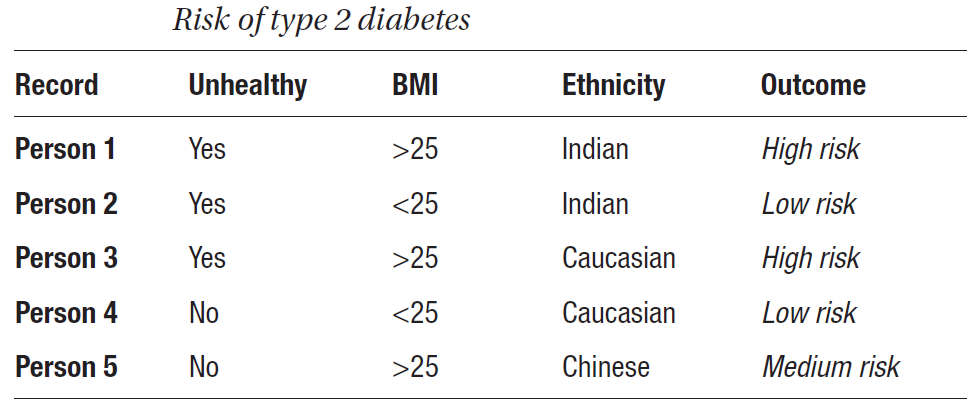 Risk of type 2 diabetes
Record Unhealthy BMI Ethnicity Outcome
Person 1 Yes >25 Indian High risk
Person 2 Yes <25 Indian Low risk
Person 3 Yes >25 Caucasian High risk
Person 4 No <25 Caucasian Low risk
Person 5 No >25 Chinese Medium risk